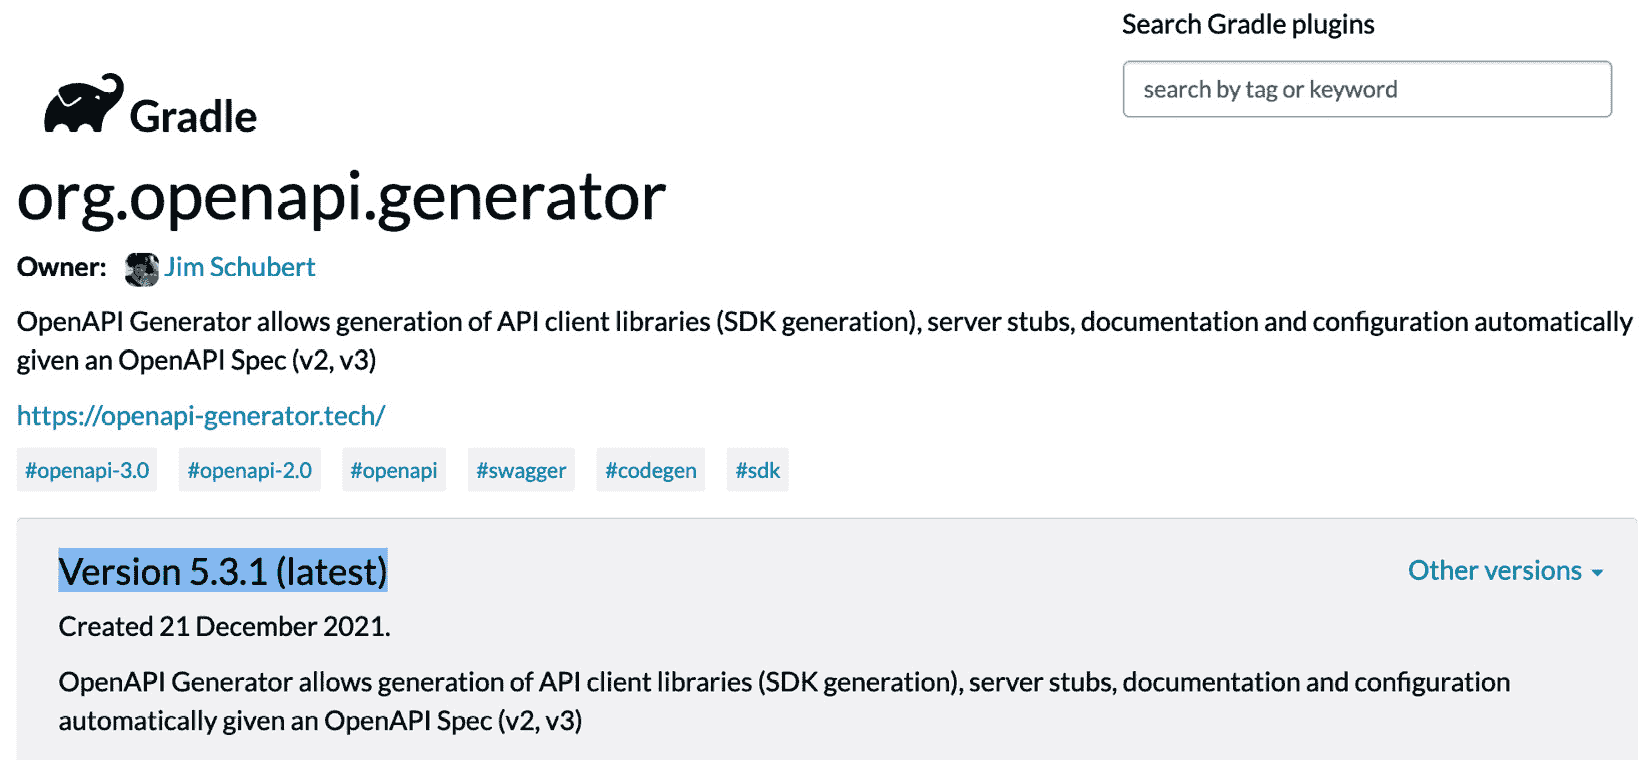 Search Gradle plugins
search by tag or keyword
Gradle
org.openapi.generator
Owner: Jim Schubert
OpenAPI Generator allows generation of API client libraries (SDK generation), server stubs, documentation and configuration automatically
given an OpenAPI Spec (v2, v3)
https://openapi-generator.tech/
#openapi-3.0 #openapi-2.0 #openapi #swagger #codegen #sdk
Version 5.3.1 (latest) Other versions
Created 21 December 2021.
OpenAPI Generator allows generation of API client libraries (SDK generation), server stubs, documentation and configuration
automatically given an OpenAPI Spec (v2, v3)